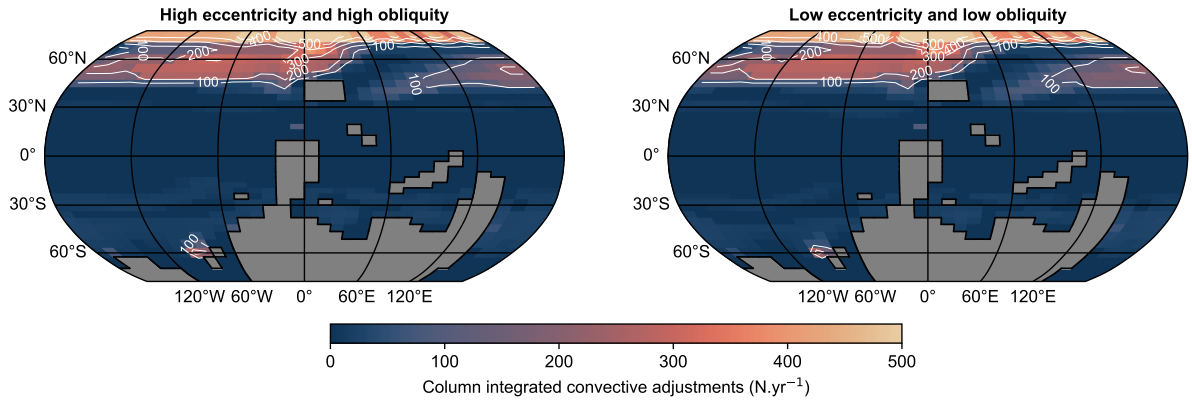 High eccentricity and high obliquity
Low eccentricity and low obliquity
400
500
100
200
300
200
100
100
60°N
30°N
0°
30°S
60°S
100
120°W 60°W 0° 60°E 120°E
400
500
100
100
200
300
400
200
100
100
60°N
30°N
0°
30°S
60°S
120°W 60°W 0° 60°E 120°E
0 100 200 300 400 500
Column integrated convective adjustments (N.yr⁻¹)